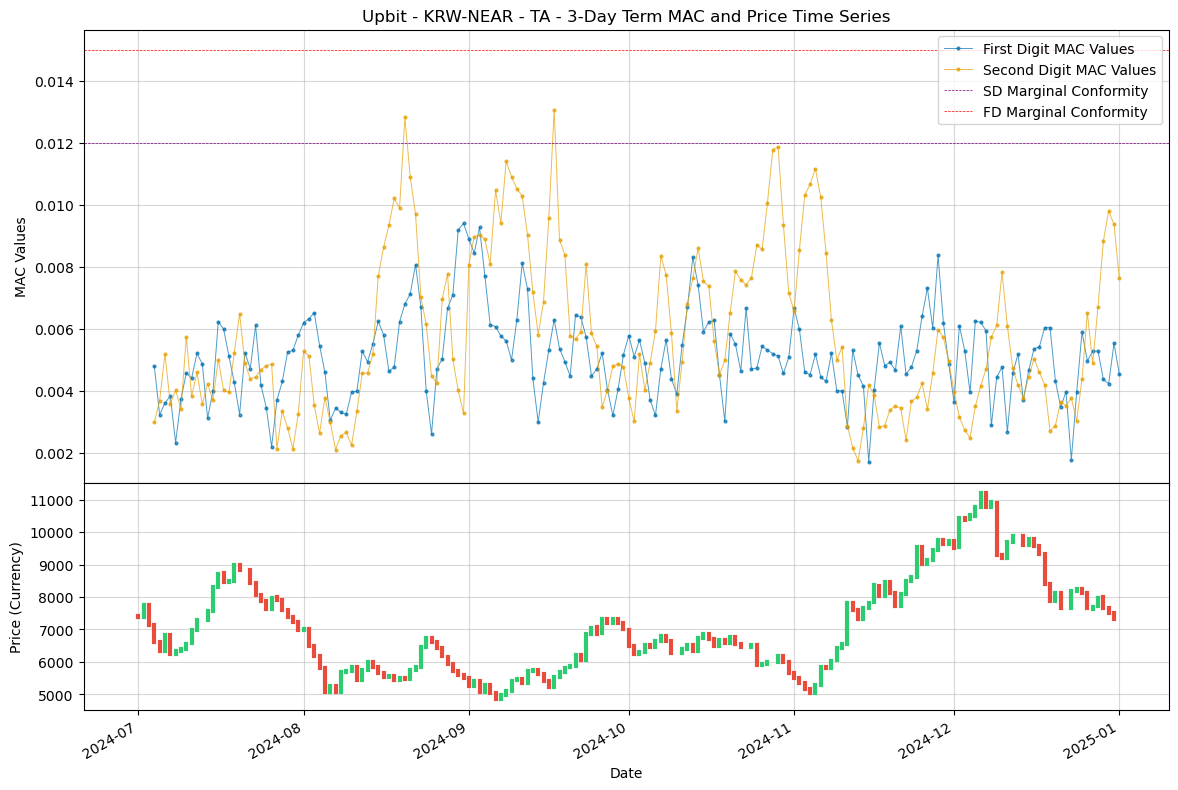 Upbit - KRW-NEAR - TA - 3-Day Term MAC and Price Time Series
First Digit MAC Values
Second Digit MAC Values
SD Marginal Conformity
FD Marginal Conformity
MAC Values
0.014
0.012
0.010
0.008
0.006
0.004
0.002
Price (Currency)
11000
10000
9000
8000
7000
6000
5000
2024-07
2024-08
2024-09
2024-10
2024-11
2024-12
2025-01
Date